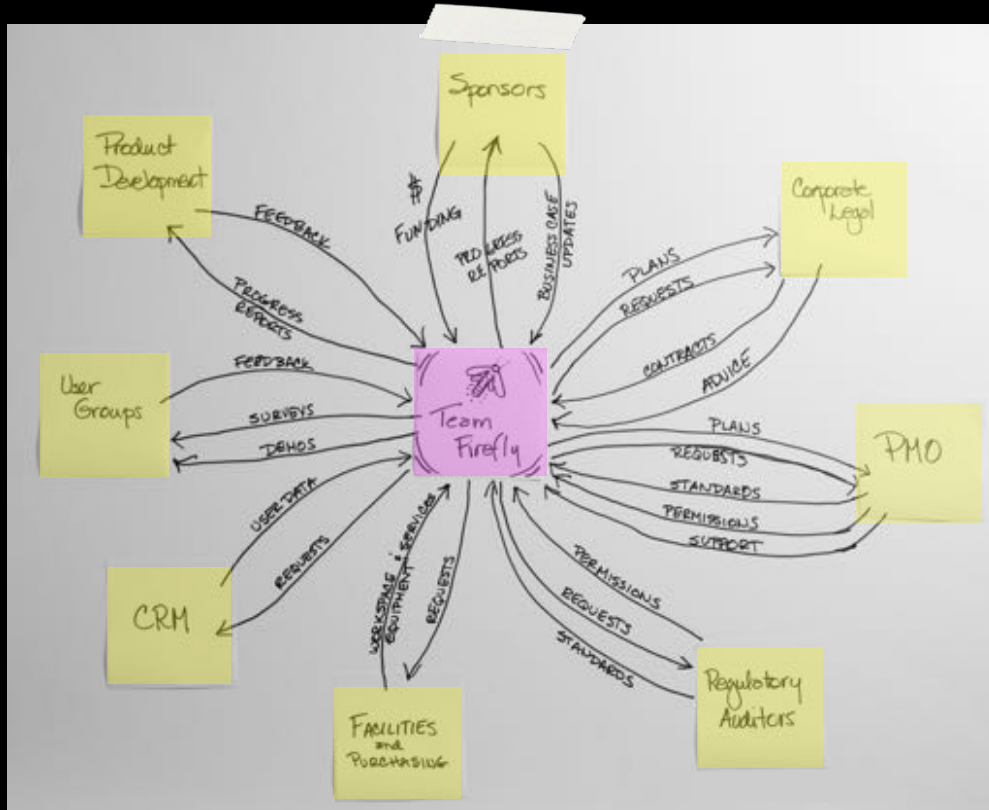 Sponsors
Product
Development
Corporate
Legal
$
FUNDING
PROGRESS
REPORTS
BUSINESS CASE
UPDATES
FEEDBACK
PROGRESS
REPORTS
PLANS
REQUESTS
CONTRACTS
ADVICE
User
Groups
FEEDBACK
SURVEYS
DEMOS
Team
Firefly
PLANS
REQUESTS
STANDARDS
PERMISSIONS
SUPPORT
PMO
CRM
USER DATA
REQUESTS
WORKSPACE
EQUIPMENT & SERVICES
REQUESTS
PERMISSIONS
REQUESTS
STANDARDS
FACILITIES
and
PURCHASING
Regulatory
Auditors